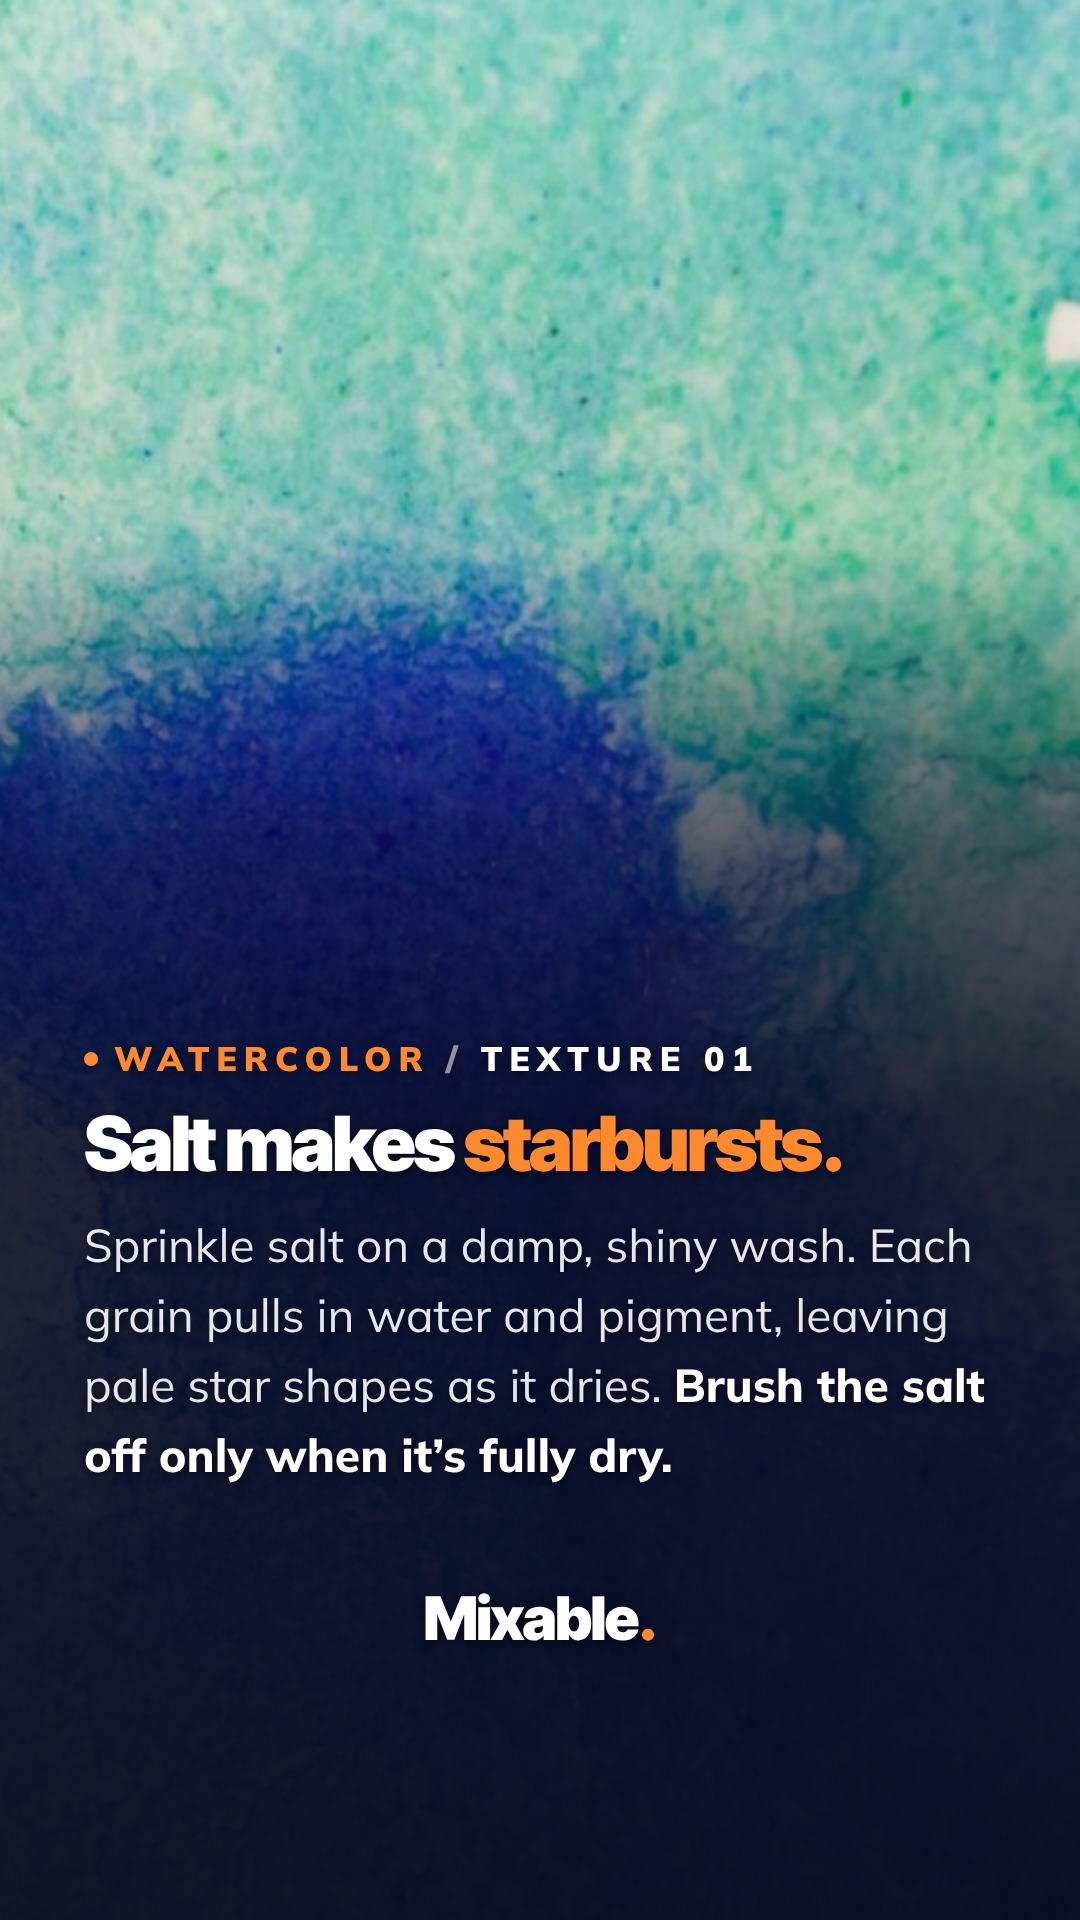 • WATERCOLOR / TEXTURE 01
Salt makes starbursts.
Sprinkle salt on a damp, shiny wash. Each
grain pulls in water and pigment, leaving
pale star shapes as it dries. Brush the salt
off only when it’s fully dry.
Mixable.